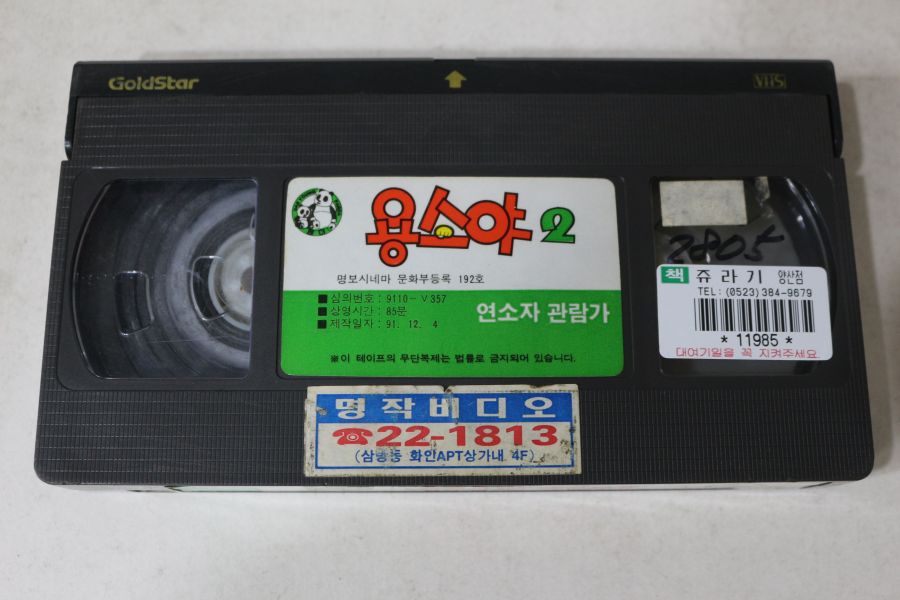 GoldStar
VHS
용소야 2
명보시네마 문화부등록 192호
■ 심의번호 : 9110-V357
■ 상영시간 : 85분
■ 제작일자 : 91. 12. 4
연소자 관람가
※이 테이프의 무단복제는 법률로 금지되어 있습니다.
2805
책 쥬라기 양산점
TEL: (0523)384-9679
* 11985 *
대여기일을 꼭 지켜주세요.
명작비디오
☎22-1813
(삼방동 화인APT상가내 4F)